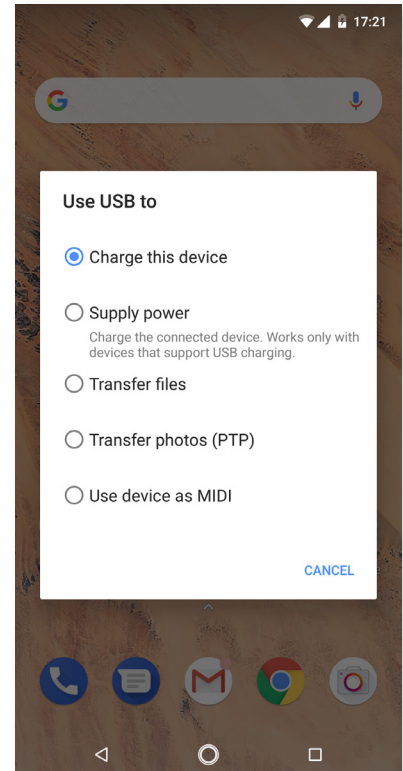 17:21
Use USB to
Charge this device
Supply power
Charge the connected device. Works only with
devices that support USB charging.
Transfer files
Transfer photos (PTP)
Use device as MIDI
CANCEL